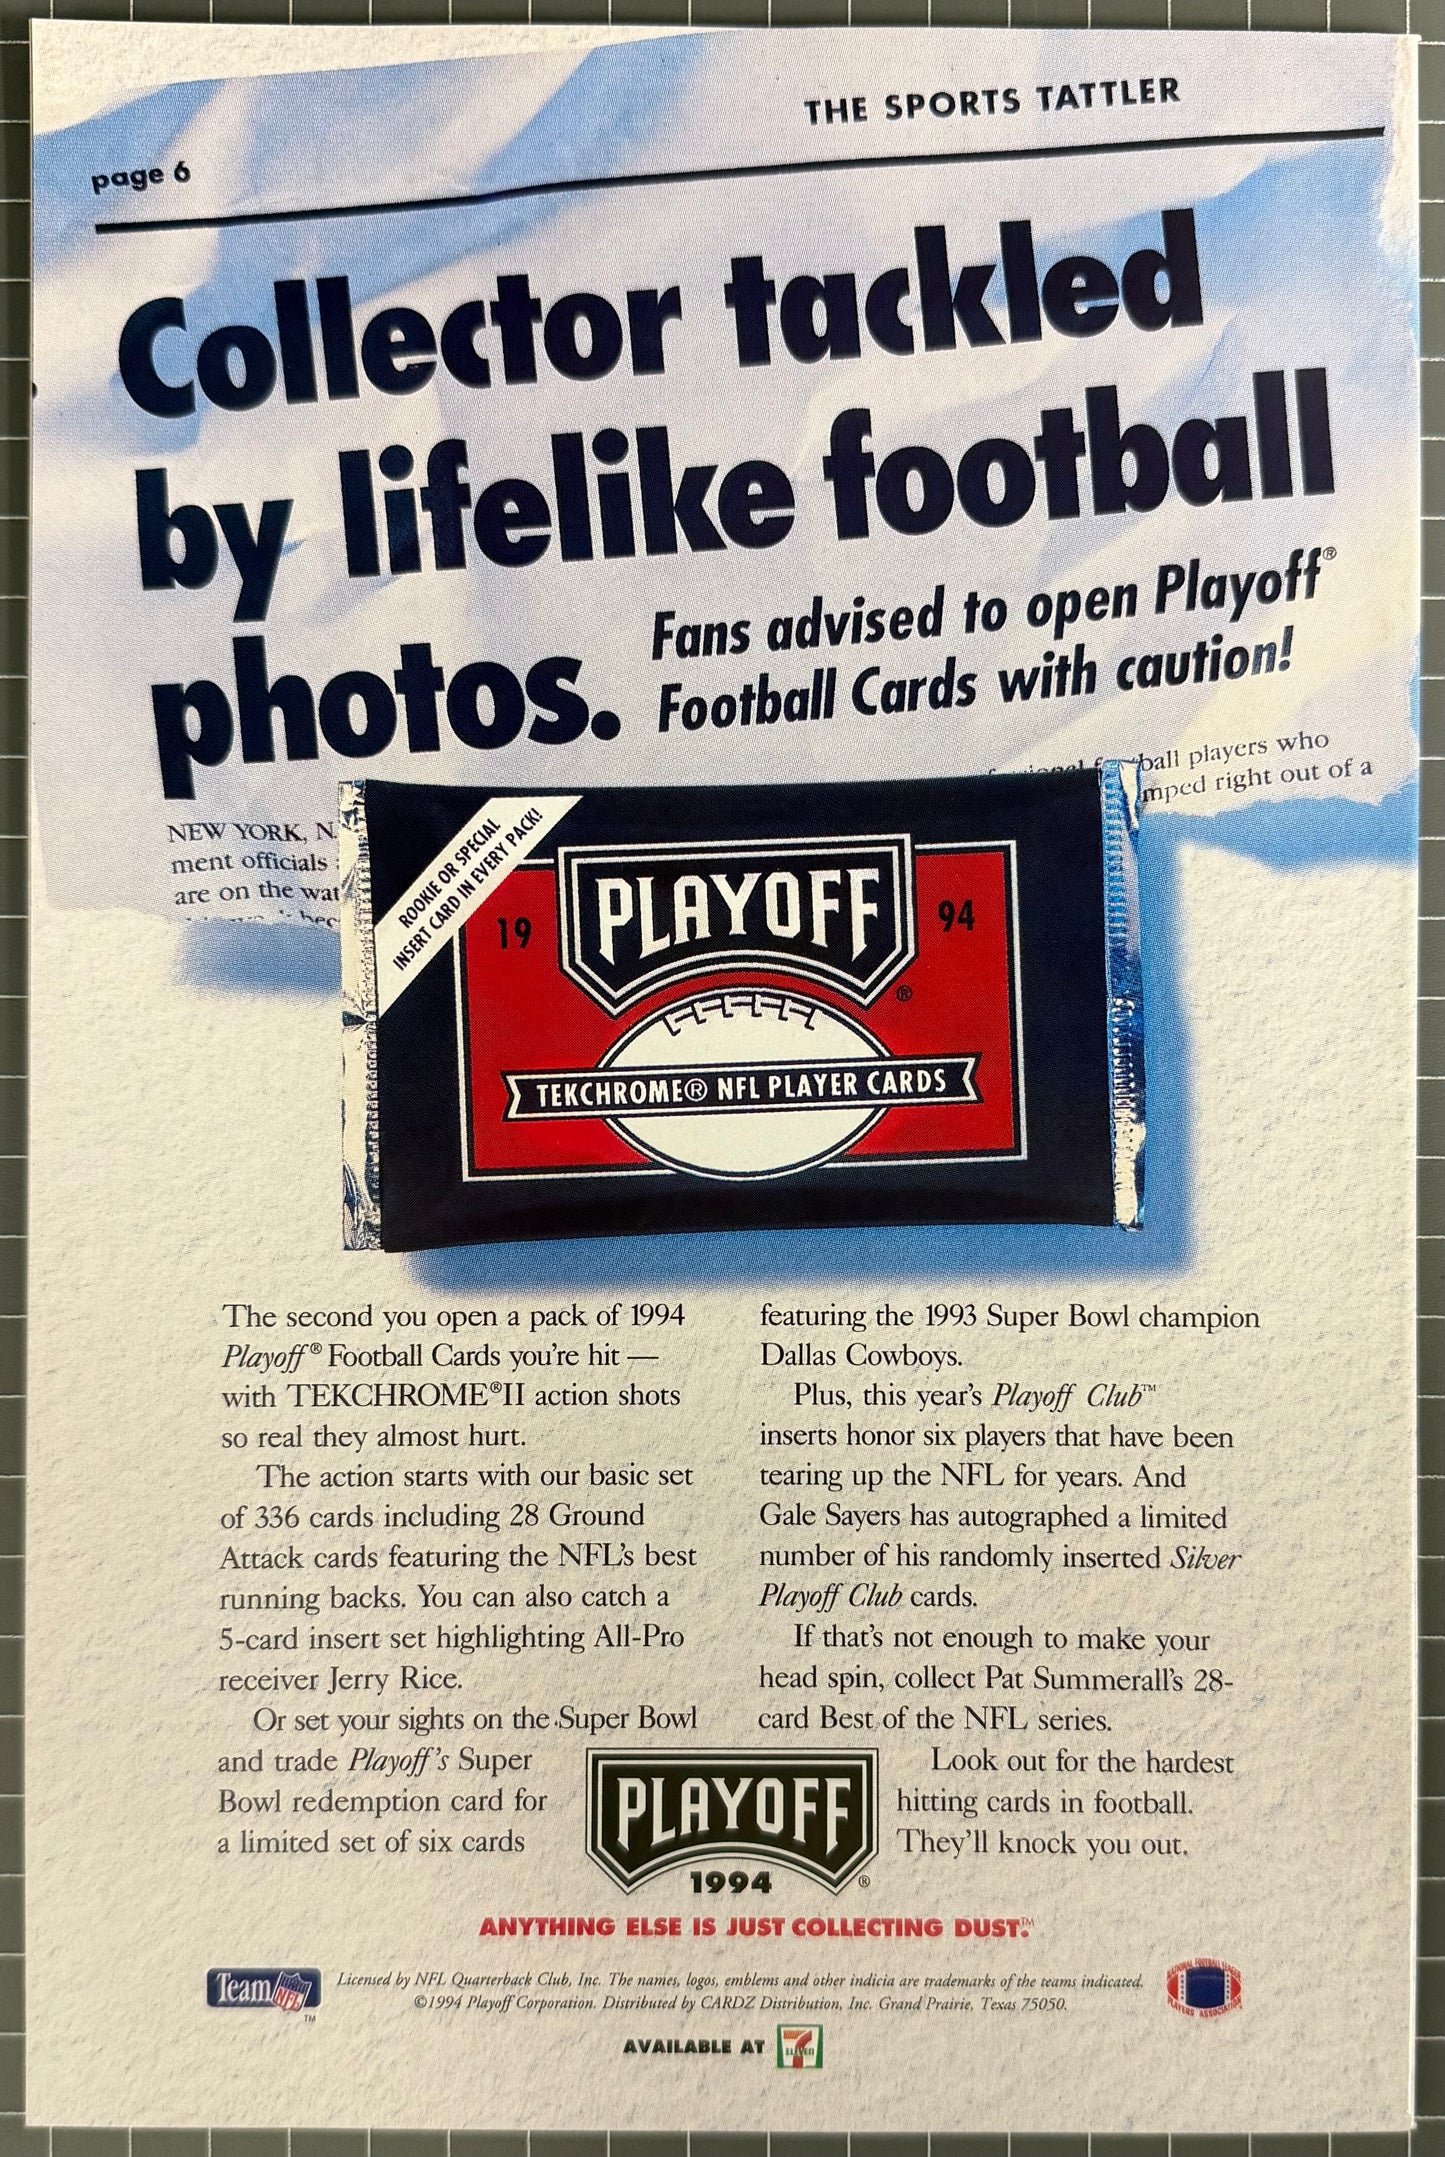 THE SPORTS TATTLER
page 6
Collector tackled
by lifelike football
photos.
Fans advised to open Playoff®
Football Cards with caution!
ball players who
mped right out of a
NEW YORK, N.
ment officials
are on the wat
ROOKIE OR SPECIAL
INSERT CARD IN EVERY PACK!
19 PLAYOFF® 94
TEKCHROME® NFL PLAYER CARDS
The second you open a pack of 1994
Playoff® Football Cards you're hit —
with TEKCHROME®II action shots
so real they almost hurt.
The action starts with our basic set
of 336 cards including 28 Ground
Attack cards featuring the NFL's best
running backs. You can also catch a
5-card insert set highlighting All-Pro
receiver Jerry Rice.
Or set your sights on the Super Bowl
and trade Playoff's Super
Bowl redemption card for
a limited set of six cards
featuring the 1993 Super Bowl champion
Dallas Cowboys.
Plus, this year's Playoff Club™
inserts honor six players that have been
tearing up the NFL for years. And
Gale Sayers has autographed a limited
number of his randomly inserted Silver
Playoff Club cards.
If that's not enough to make your
head spin, collect Pat Summerall's 28-
card Best of the NFL series.
Look out for the hardest
hitting cards in football.
They'll knock you out.
PLAYOFF
1994 ®
ANYTHING ELSE IS JUST COLLECTING DUST.™
Team NFL ™
Licensed by NFL Quarterback Club, Inc. The names, logos, emblems and other indicia are trademarks of the teams indicated.
©1994 Playoff Corporation. Distributed by CARDZ Distribution, Inc. Grand Prairie, Texas 75050.
NATIONAL FOOTBALL LEAGUE
PLAYERS ASSOCIATION
AVAILABLE AT 7 ELEVEN